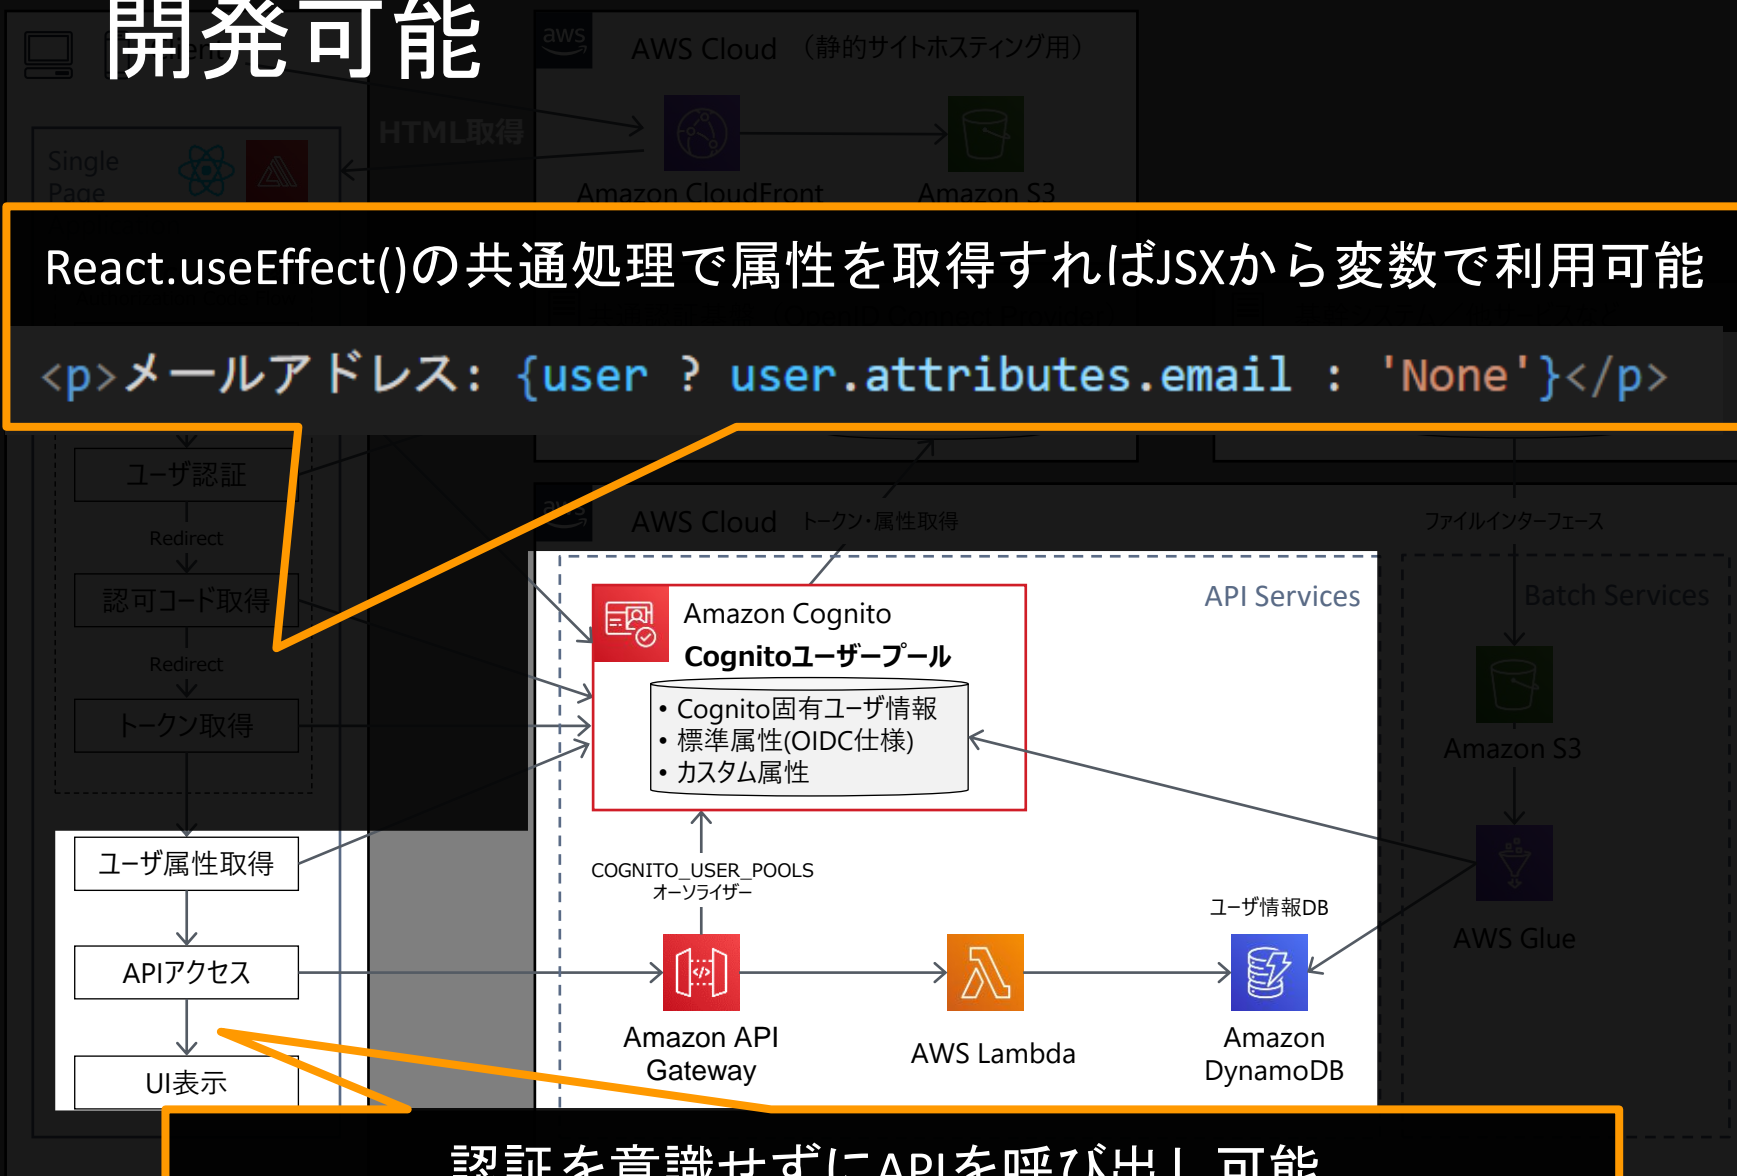 開発可能
Client
aws
AWS Cloud （静的サイトホスティング用）
HTML取得
Single
Page
Amazon CloudFront
Amazon S3
React.useEffect()の共通処理で属性を取得すればJSXから変数で利用可能
<p>メールアドレス: {user ? user.attributes.email : 'None'}</p>
ユーザ認証
Redirect
認可コード取得
Redirect
トークン取得
ユーザ属性取得
APIアクセス
UI表示
aws
AWS Cloud
トークン・属性取得
ファイルインターフェース
API Services
Batch Services
Amazon Cognito
Cognitoユーザープール
• Cognito固有ユーザ情報
• 標準属性(OIDC仕様)
• カスタム属性
Amazon S3
COGNITO_USER_POOLS
オーソライザー
ユーザ情報DB
AWS Glue
Amazon API
Gateway
AWS Lambda
Amazon
DynamoDB
認証を意識せずにAPIを呼び出し可能